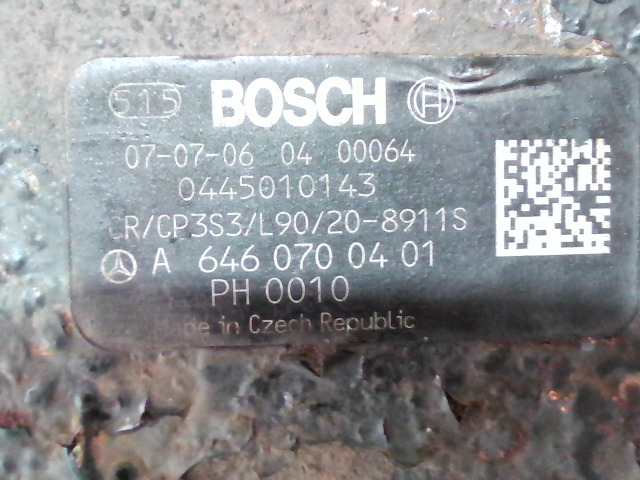 515 BOSCH
07-07-06 04 00064
0445010143
CR/CP3S3/L90/20-8911S
A 646 070 04 01
PH 0010
Made in Czech Republic